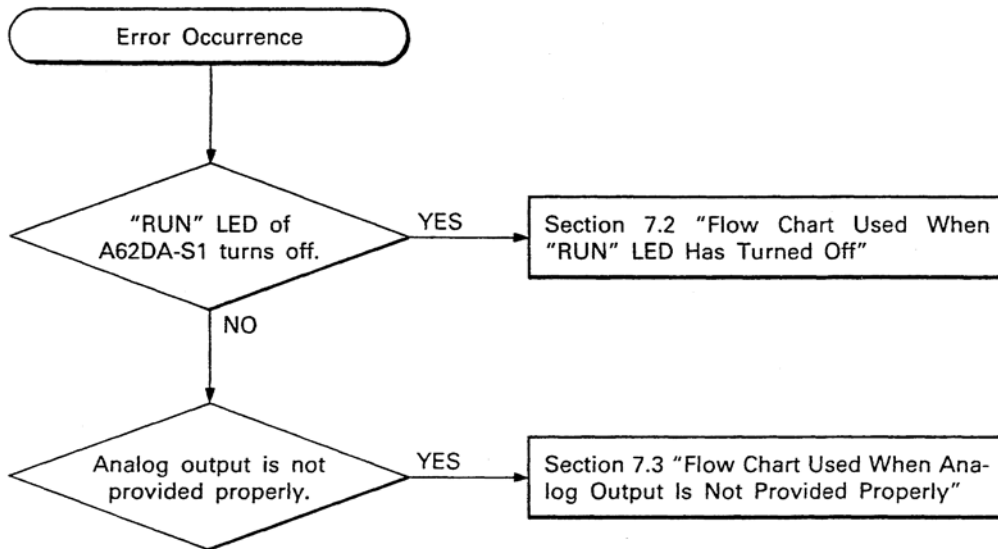 Error Occurrence
"RUN" LED of
A62DA-S1 turns off.
YES
Section 7.2 "Flow Chart Used When
"RUN" LED Has Turned Off"
NO
Analog output is not
provided properly.
YES
Section 7.3 "Flow Chart Used When Ana-
log Output Is Not Provided Properly"